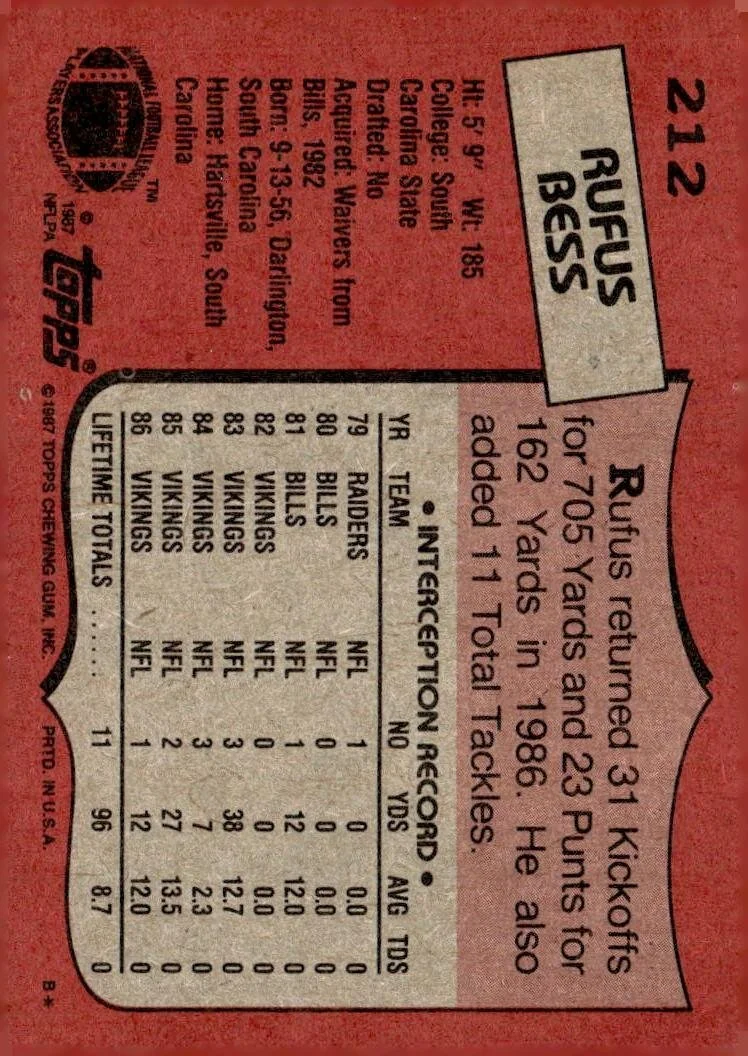 212
RUFUS
BESS
Ht: 5' 9" Wt: 185
College: South
Carolina State
Drafted: No
Acquired: Waivers from
Bills, 1982
Born: 9-13-56, Darlington,
South Carolina
Home: Hartsville, South
Carolina
NATIONAL FOOTBALL LEAGUE
PLAYERS ASSOCIATION
TM
© 1987
NFLPA
topps®
Rufus returned 31 Kickoffs
for 705 Yards and 23 Punts for
162 Yards in 1986. He also
added 11 Total Tackles.
• INTERCEPTION RECORD •
YR TEAM NO YDS AVG TDS
79 RAIDERS NFL 1 0 0.0 0
80 BILLS NFL 0 0 0.0 0
81 BILLS NFL 1 12 12.0 0
82 VIKINGS NFL 0 0 0.0 0
83 VIKINGS NFL 3 38 12.7 0
84 VIKINGS NFL 3 7 2.3 0
85 VIKINGS NFL 2 27 13.5 0
86 VIKINGS NFL 1 12 12.0 0
LIFETIME TOTALS ...... 11 96 8.7 0
© 1987 TOPPS CHEWING GUM, INC. PRTD. IN U.S.A. B*